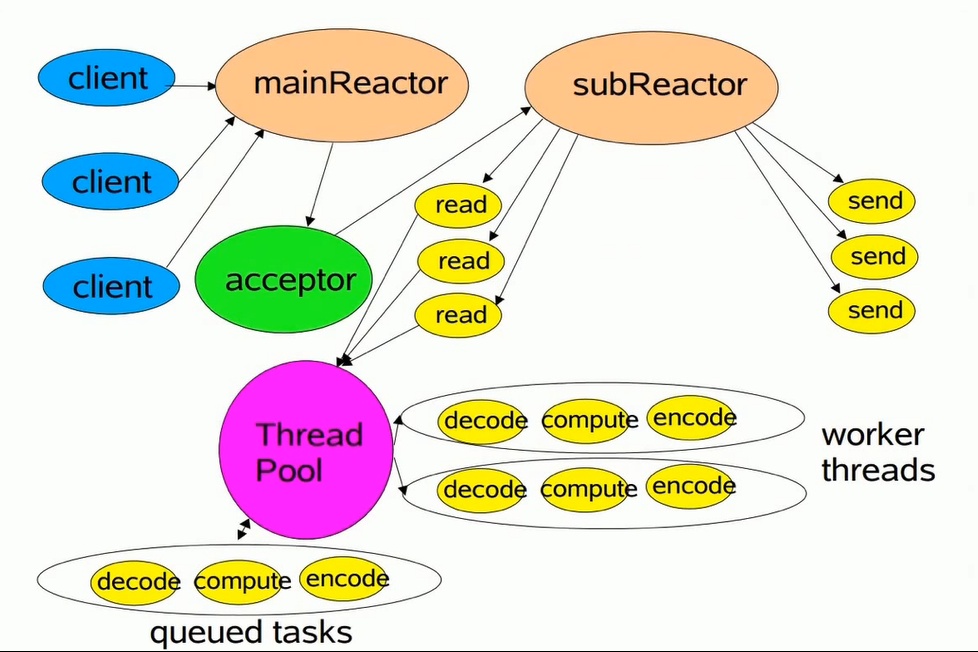 client
mainReactor
subReactor
client
client
acceptor
read
read
read
send
send
send
Thread
Pool
decode compute encode
decode compute encode
worker
threads
decode compute encode
queued tasks